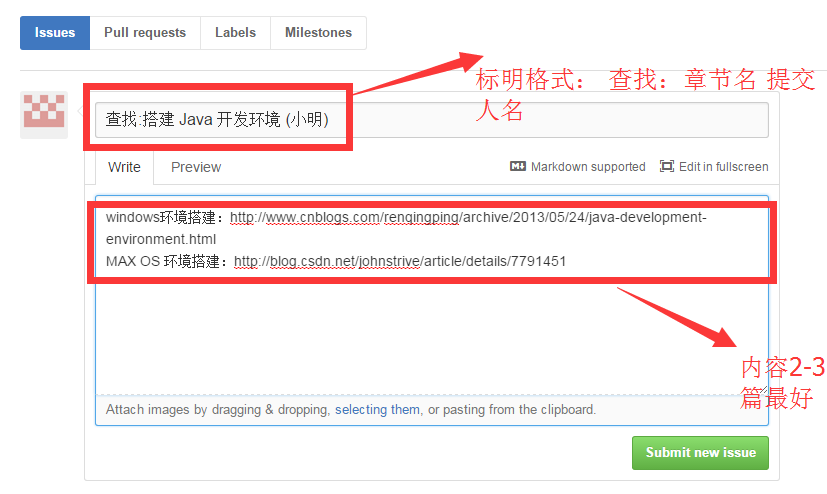 Issues Pull requests Labels Milestones
标明格式： 查找：章节名 提交
人名
查找:搭建 Java 开发环境 (小明)
Write Preview Markdown supported Edit in fullscreen
windows环境搭建：http://www.cnblogs.com/rengingping/archive/2013/05/24/java-development-
environment.html
MAX OS 环境搭建：http://blog.csdn.net/johnstrive/article/details/7791451
内容2-3
篇最好
Attach images by dragging & dropping, selecting them, or pasting from the clipboard.
Submit new issue